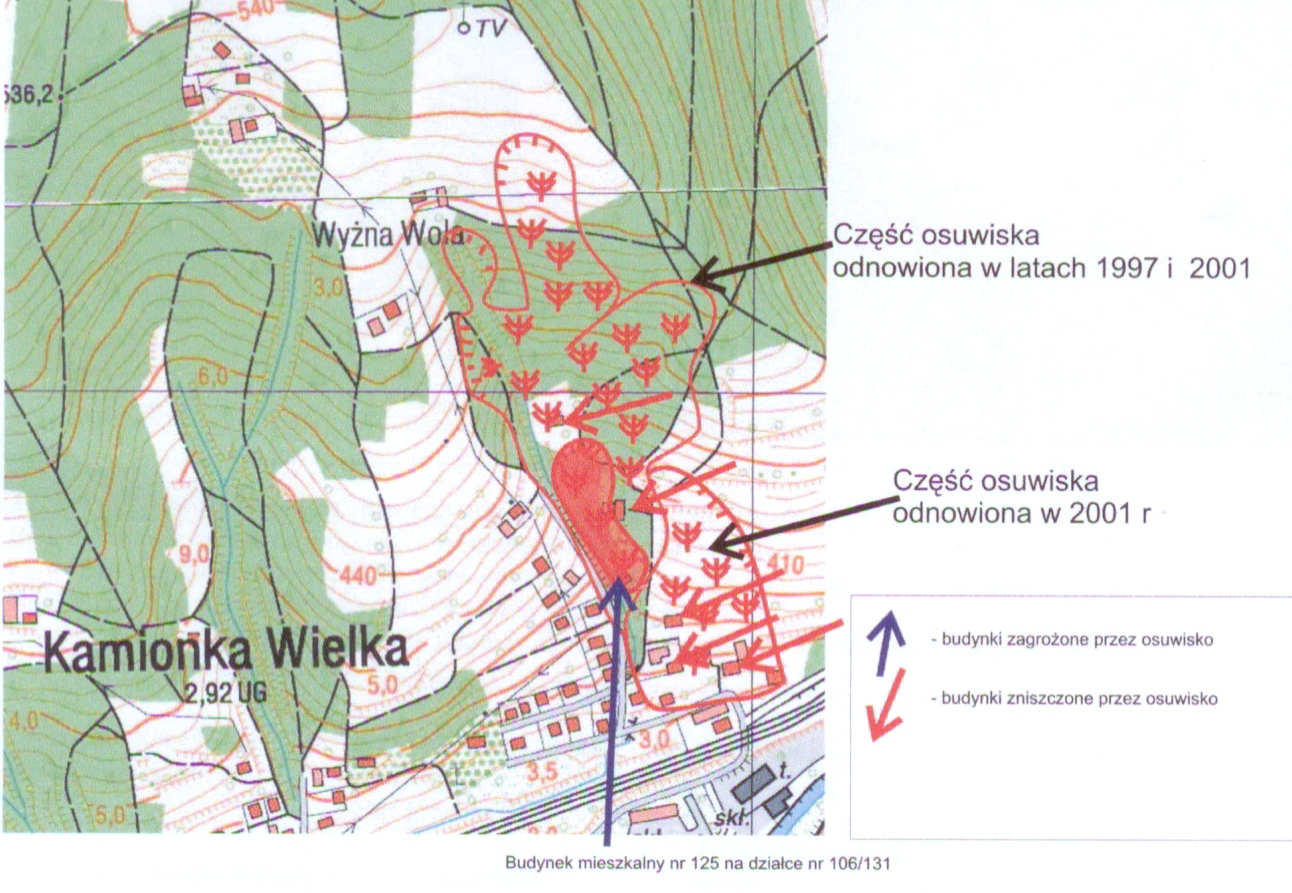 540
TV
536,2
Wyżna Wola
3,0
Część osuwiska
odnowiona w latach 1997 i 2001
6,0
Część osuwiska
odnowiona w 2001 r
9,0
440
410
- budynki zagrożone przez osuwisko
Kamionka Wielka
2,92 UG
5,0
- budynki zniszczone przez osuwisko
4,0
3,0
3,5
t.
5,0
skł.
Budynek mieszkalny nr 125 na działce nr 106/131